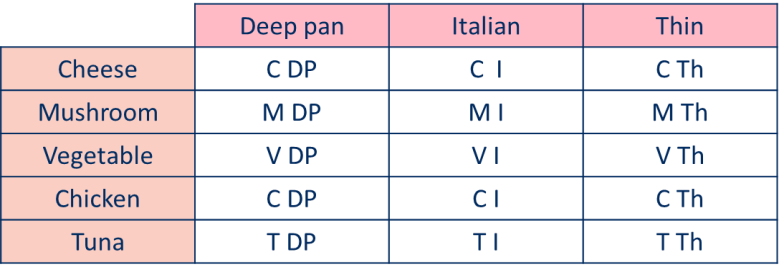 Deep pan Italian Thin
Cheese C DP C I C Th
Mushroom M DP M I M Th
Vegetable V DP V I V Th
Chicken C DP C I C Th
Tuna T DP T I T Th